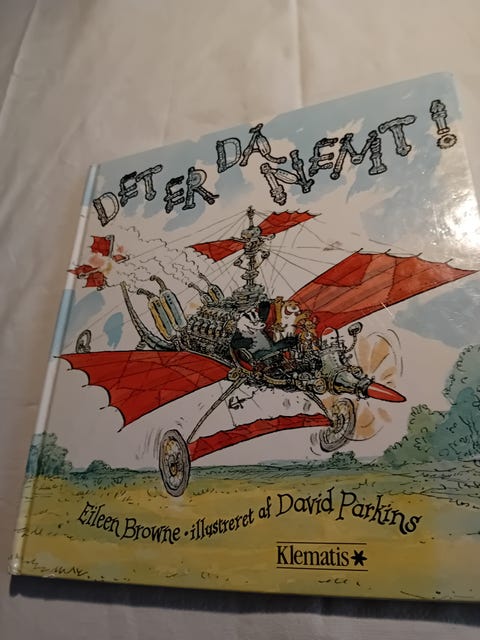 DET ER DA NEMT!
Eileen Browne · illustreret af David Parkins
Klematis*